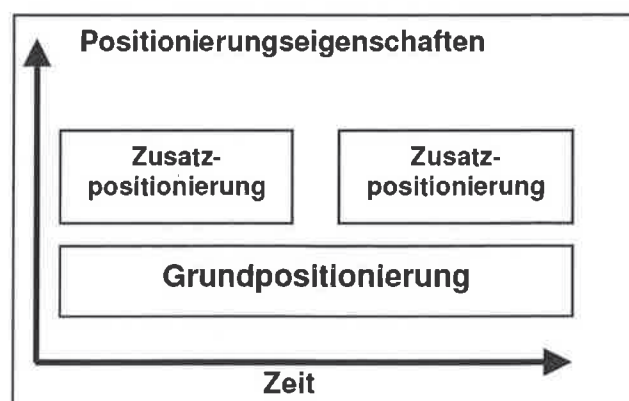 Positionierungseigenschaften
Zusatz-
positionierung
Zusatz-
positionierung
Grundpositionierung
Zeit